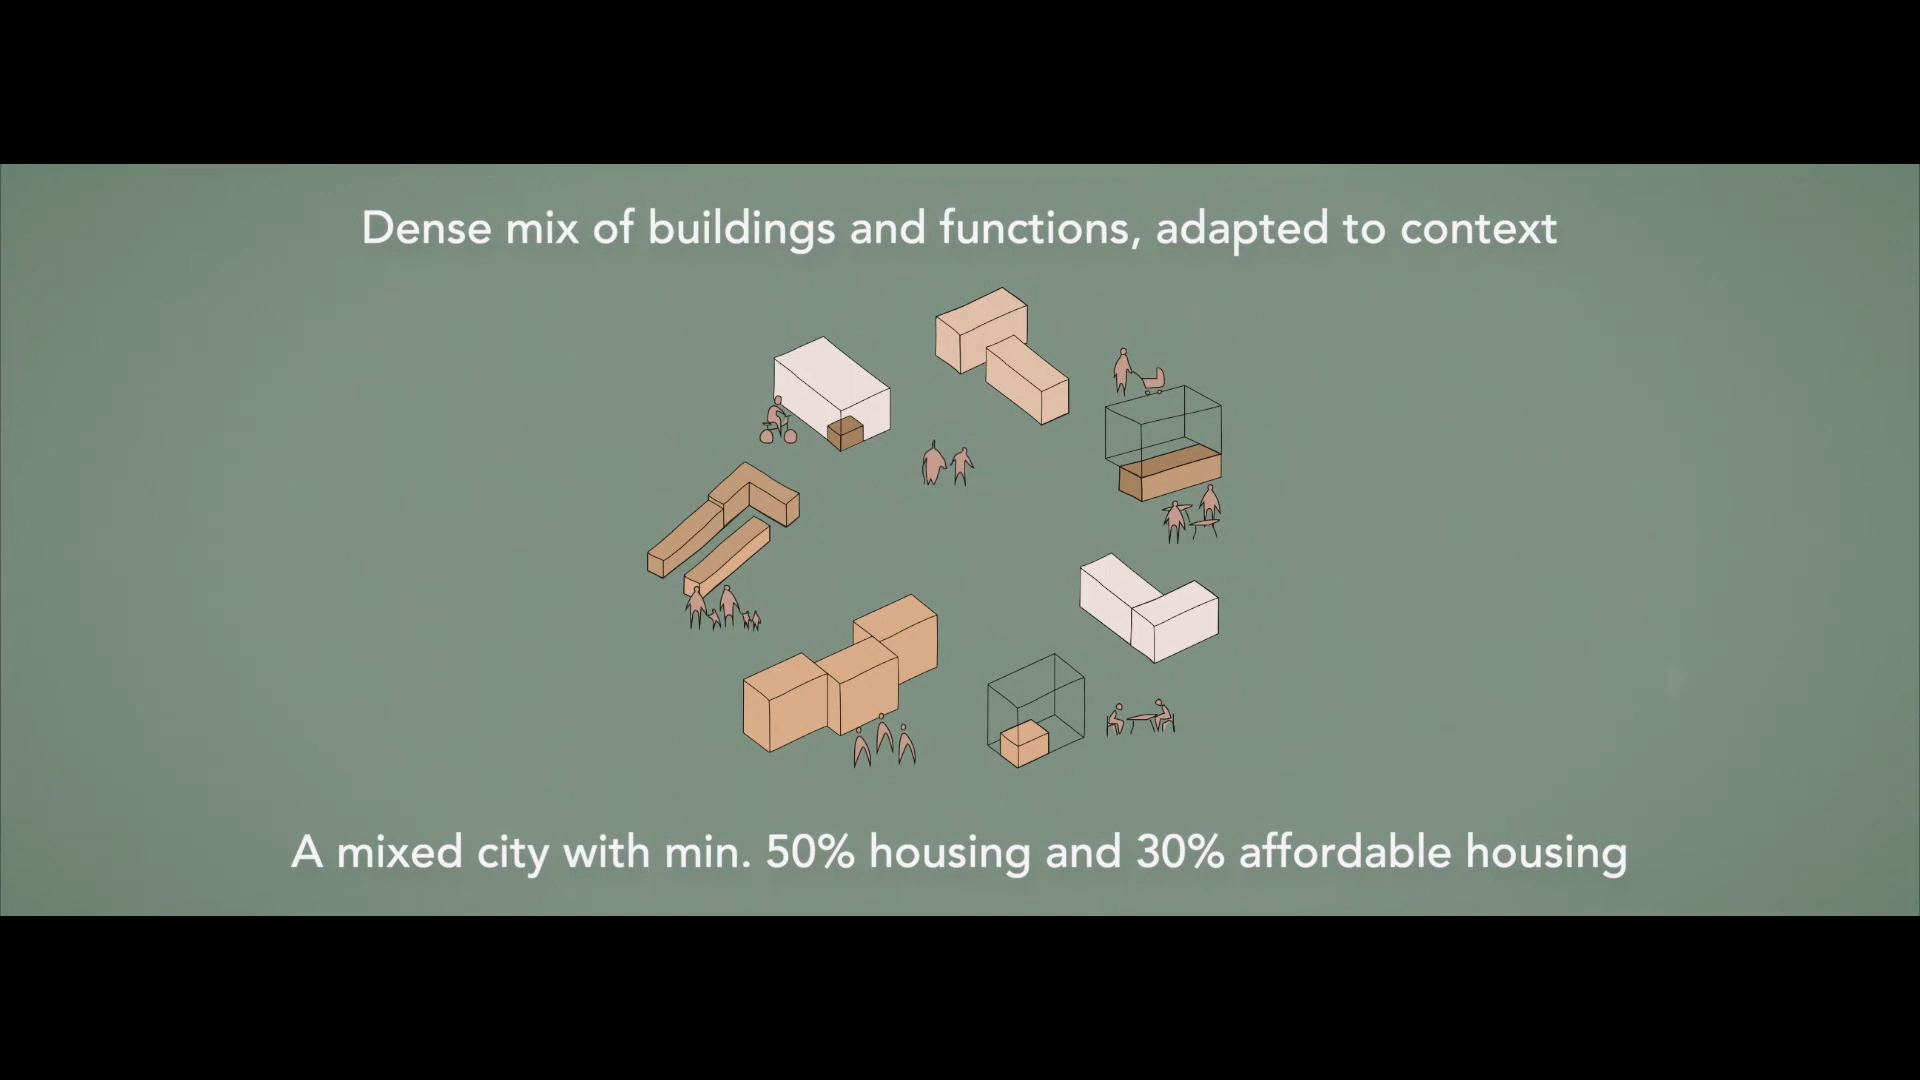 Dense mix of buildings and functions, adapted to context
A mixed city with min. 50% housing and 30% affordable housing